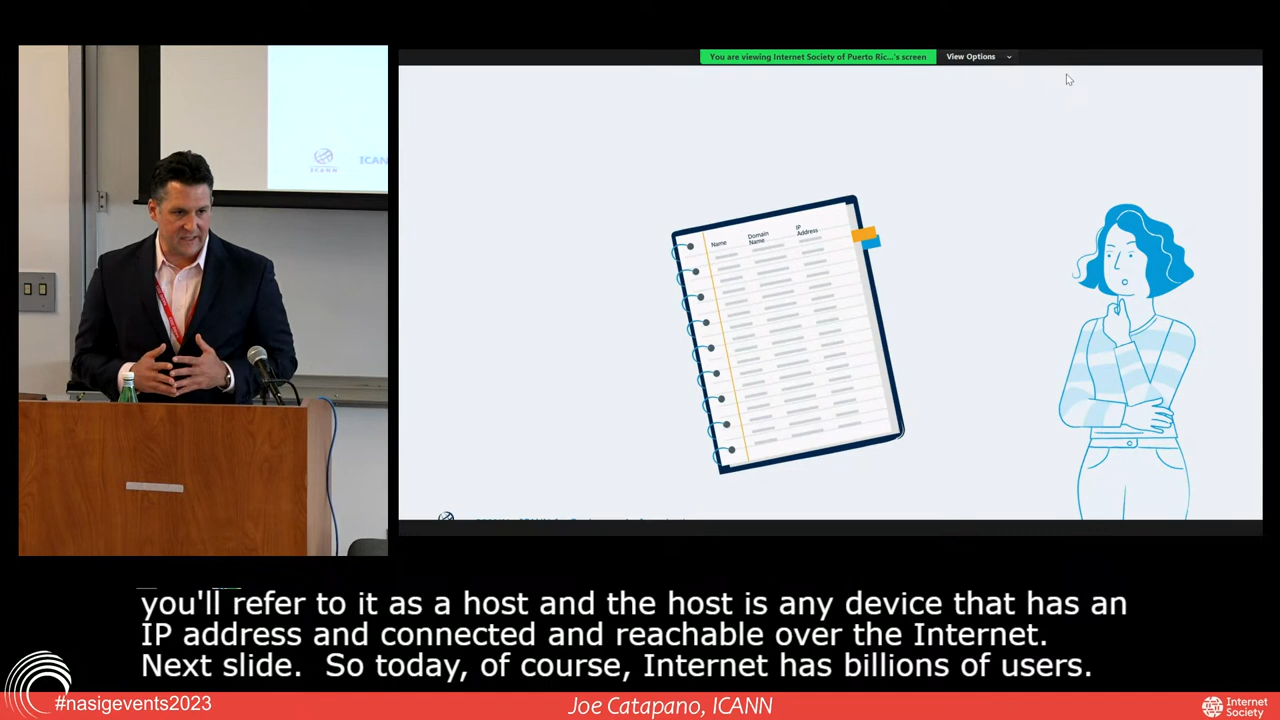 You are viewing Internet Society of Puerto Ric...'s screen
View Options
ICANN
ICAN
Name
Domain
Name
IP
Address
you'll refer to it as a host and the host is any device that has an
IP address and connected and reachable over the Internet.
Next slide.  So today, of course, Internet has billions of users.
#nasigevents2023
Joe Catapano, ICANN
Internet
Society